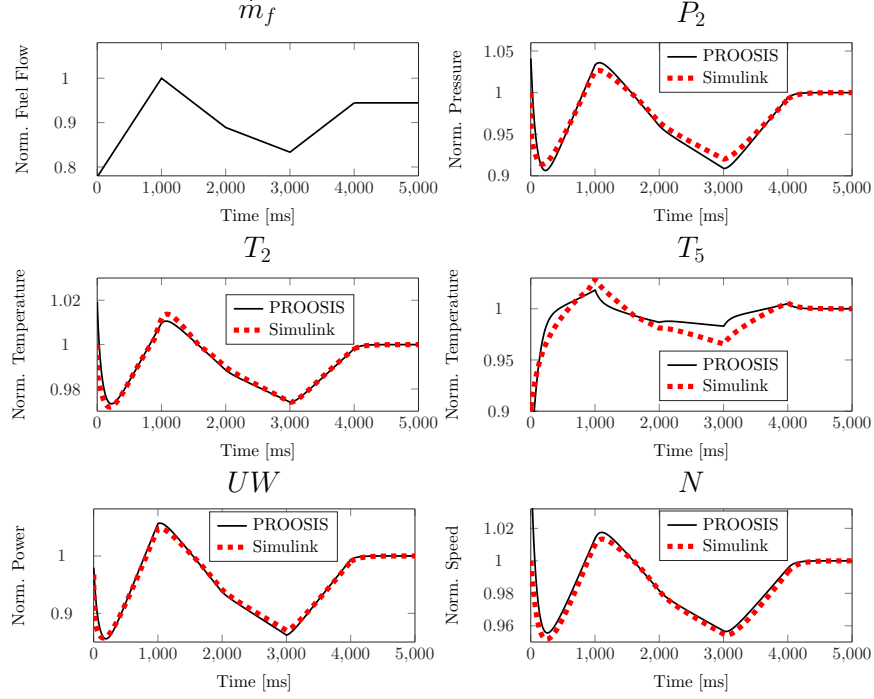 ṁ_f
Norm. Fuel Flow
1
0.9
0.8
0 1,000 2,000 3,000 4,000 5,000
Time [ms]
P_2
Norm. Pressure
1.05
1
0.95
0.9
PROOSIS
Simulink
0 1,000 2,000 3,000 4,000 5,000
Time [ms]
T_2
Norm. Temperature
1.02
1
0.98
PROOSIS
Simulink
0 1,000 2,000 3,000 4,000 5,000
Time [ms]
T_5
Norm. Temperature
1
0.95
0.9
PROOSIS
Simulink
0 1,000 2,000 3,000 4,000 5,000
Time [ms]
UW
Norm. Power
1
0.9
PROOSIS
Simulink
0 1,000 2,000 3,000 4,000 5,000
Time [ms]
N
Norm. Speed
1.02
1
0.98
0.96
PROOSIS
Simulink
0 1,000 2,000 3,000 4,000 5,000
Time [ms]